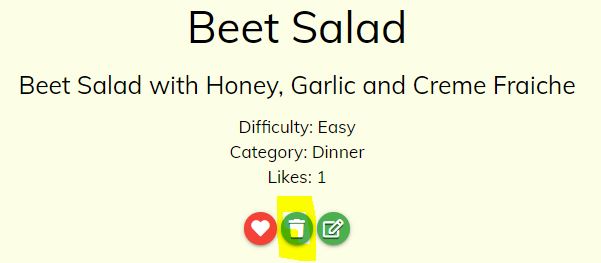 Beet Salad
Beet Salad with Honey, Garlic and Creme Fraiche
Difficulty: Easy
Category: Dinner
Likes: 1